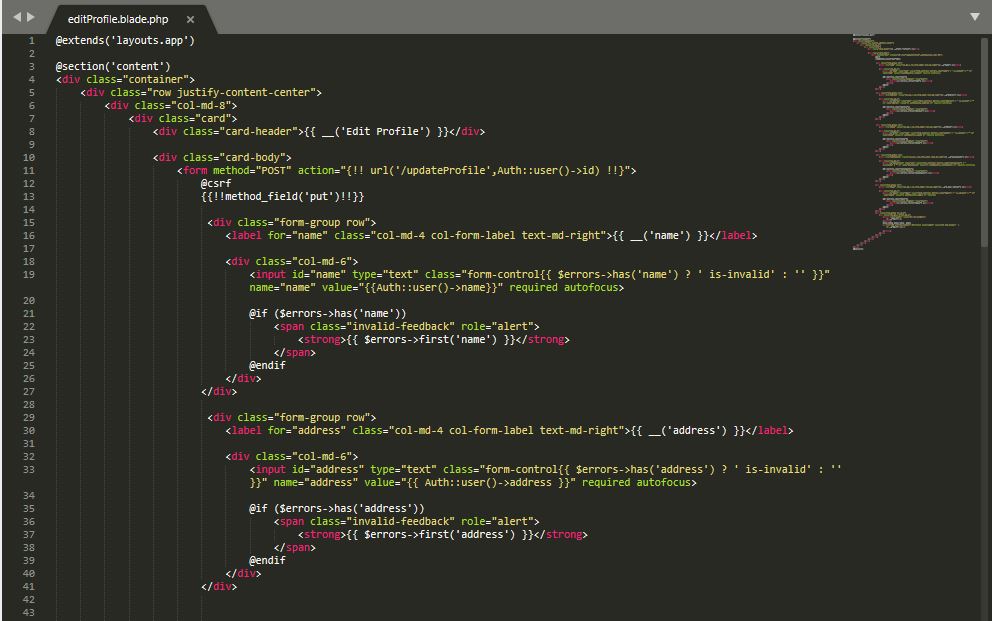 editProfile.blade.php ×
1 @extends('layouts.app')
2
3 @section('content')
4 <div class="container">
5 <div class="row justify-content-center">
6 <div class="col-md-8">
7 <div class="card">
8 <div class="card-header">{{ __('Edit Profile') }}</div>
9
10 <div class="card-body">
11 <form method="POST" action="{!! url('/updateProfile',Auth::user()->id) !!}">
12 @csrf
13 {{!!method_field('put')!!}}
14
15 <div class="form-group row">
16 <label for="name" class="col-md-4 col-form-label text-md-right">{{ __('name') }}</label>
17
18 <div class="col-md-6">
19 <input id="name" type="text" class="form-control{{ $errors->has('name') ? ' is-invalid' : '' }}"
name="name" value="{{Auth::user()->name}}" required autofocus>
20
21 @if ($errors->has('name'))
22 <span class="invalid-feedback" role="alert">
23 <strong>{{ $errors->first('name') }}</strong>
24 </span>
25 @endif
26 </div>
27 </div>
28
29 <div class="form-group row">
30 <label for="address" class="col-md-4 col-form-label text-md-right">{{ __('address') }}</label>
31
32 <div class="col-md-6">
33 <input id="address" type="text" class="form-control{{ $errors->has('address') ? ' is-invalid' : ''
}}" name="address" value="{{ Auth::user()->address }}" required autofocus>
34
35 @if ($errors->has('address'))
36 <span class="invalid-feedback" role="alert">
37 <strong>{{ $errors->first('address') }}</strong>
38 </span>
39 @endif
40 </div>
41 </div>
42
43